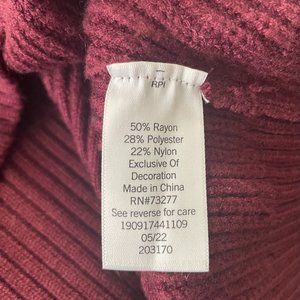 RPI
50% Rayon
28% Polyester
22% Nylon
Exclusive Of
Decoration
Made in China
RN#73277
See reverse for care
190917441109
05/22
203170